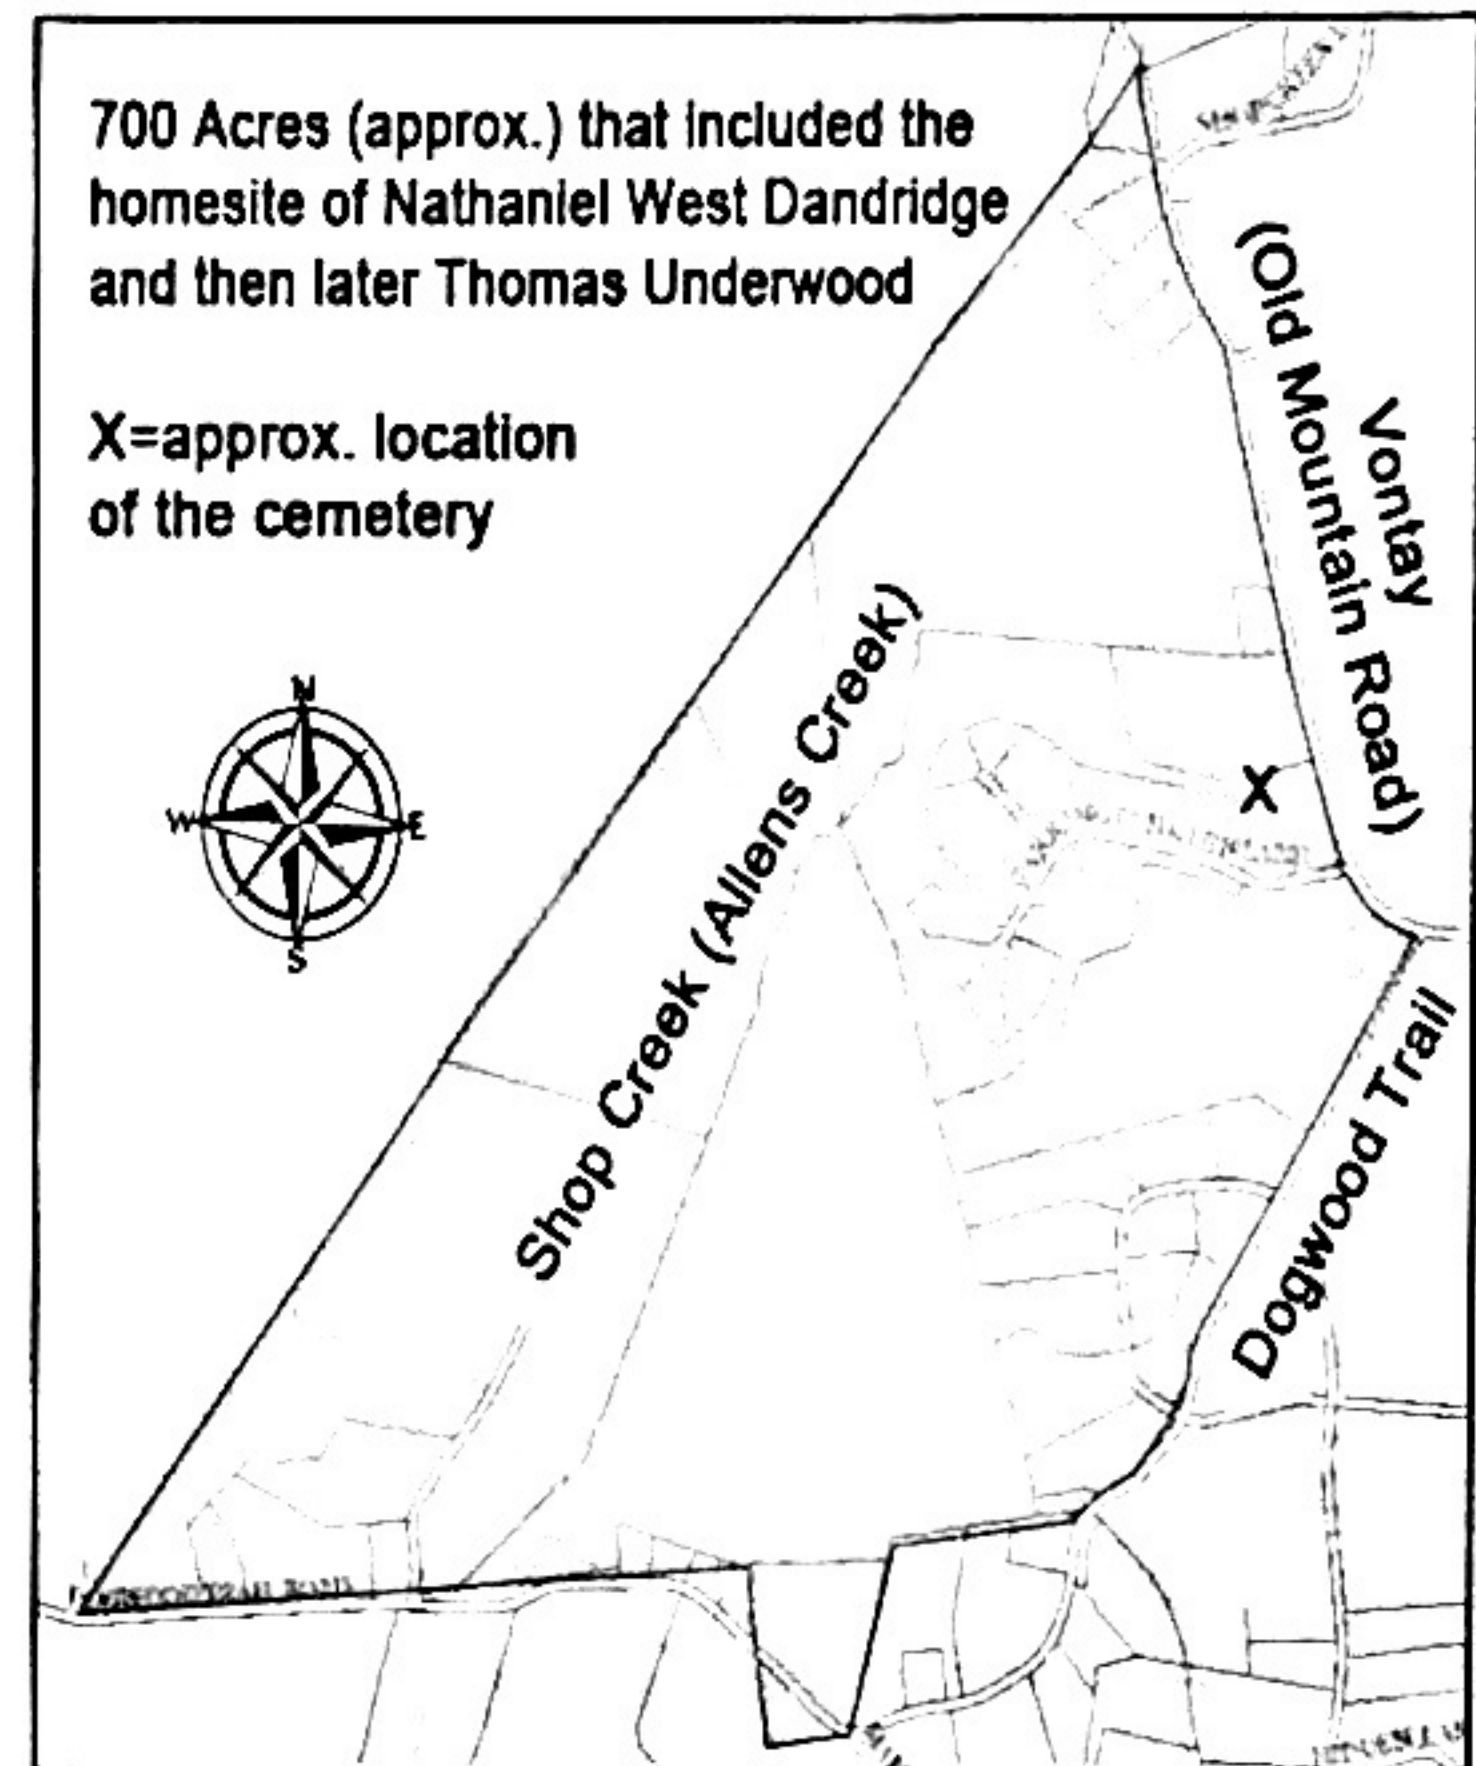 700 Acres (approx.) that included the
homesite of Nathaniel West Dandridge
and then later Thomas Underwood
X=approx. location
of the cemetery
N
W
E
S
Shop Creek (Allens Creek)
X
Vontay
(Old Mountain Road)
Dogwood Trail